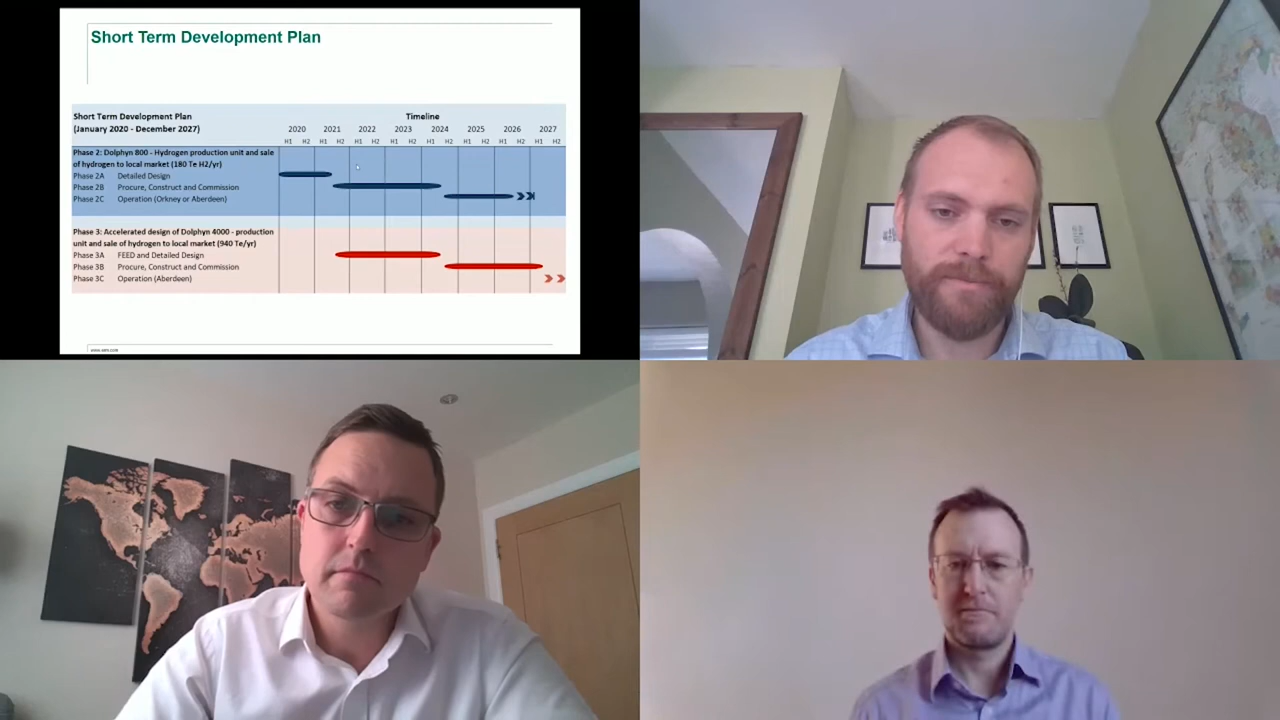 Short Term Development Plan
Short Term Development Plan
(January 2020 - December 2027)
Timeline
2020 2021 2022 2023 2024 2025 2026 2027
H1 H2 H1 H2 H1 H2 H1 H2 H1 H2 H1 H2 H1 H2 H1 H2
Phase 2: Dolphyn 800 - Hydrogen production unit and sale
of hydrogen to local market (180 Te H2/yr)
Phase 2A Detailed Design
Phase 2B Procure, Construct and Commission
Phase 2C Operation (Orkney or Aberdeen)
Phase 3: Accelerated design of Dolphyn 4000 - production
unit and sale of hydrogen to local market (940 Te/yr)
Phase 3A FEED and Detailed Design
Phase 3B Procure, Construct and Commission
Phase 3C Operation (Aberdeen)